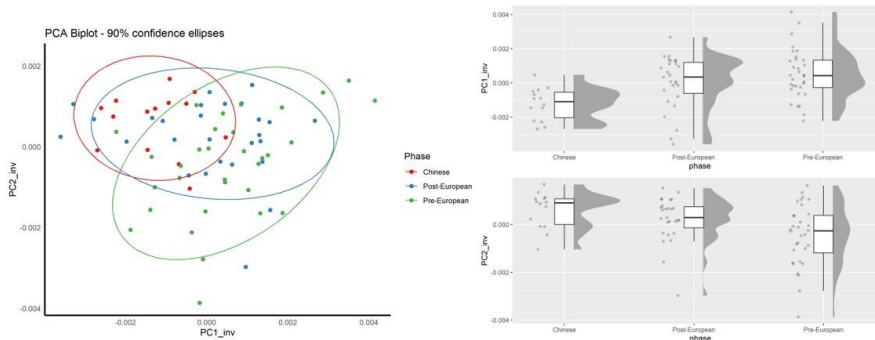 PCA Biplot - 90% confidence ellipses
0.002
0.000
-0.002
-0.004
PC2_inv
-0.002
0.000
0.002
0.004
PC1_inv
Phase
Chinese
Post-European
Pre-European
0.004
0.002
0.000
-0.002
PC1_inv
Chinese
Post-European
Pre-European
phase
0.000
-0.002
-0.004
PC2_inv
Chinese
Post-European
Pre-European
phase